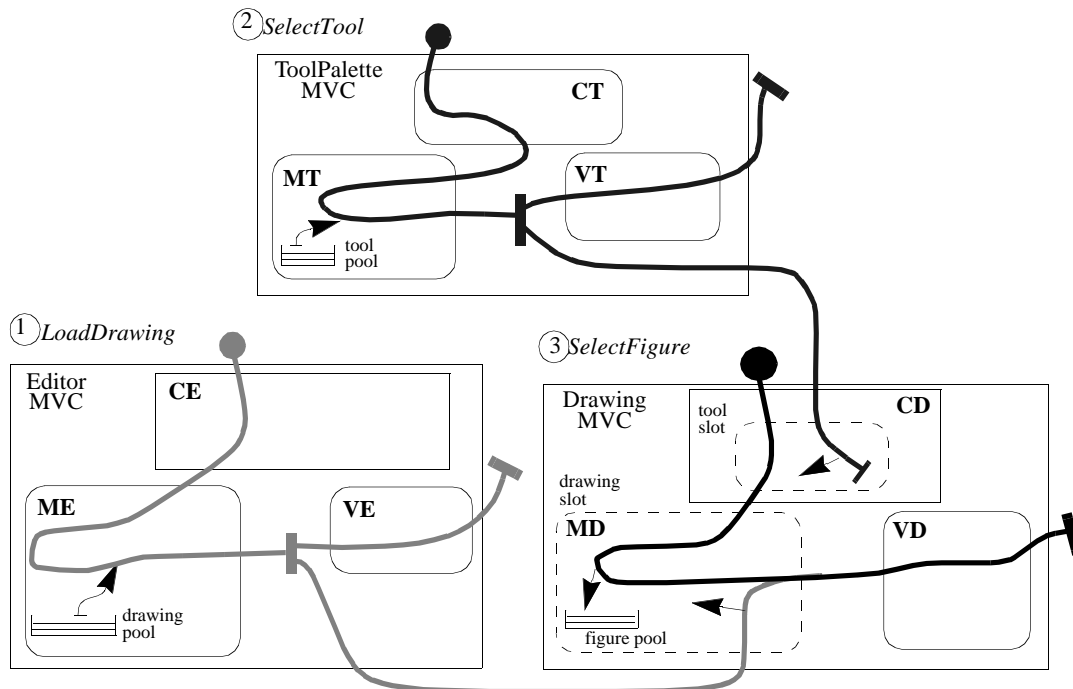 2 SelectTool
ToolPalette
MVC
CT
MT
VT
tool
pool
1 LoadDrawing
Editor
MVC
CE
ME
VE
drawing
pool
3 SelectFigure
Drawing
MVC
CD
tool
slot
drawing
slot
MD
VD
figure pool